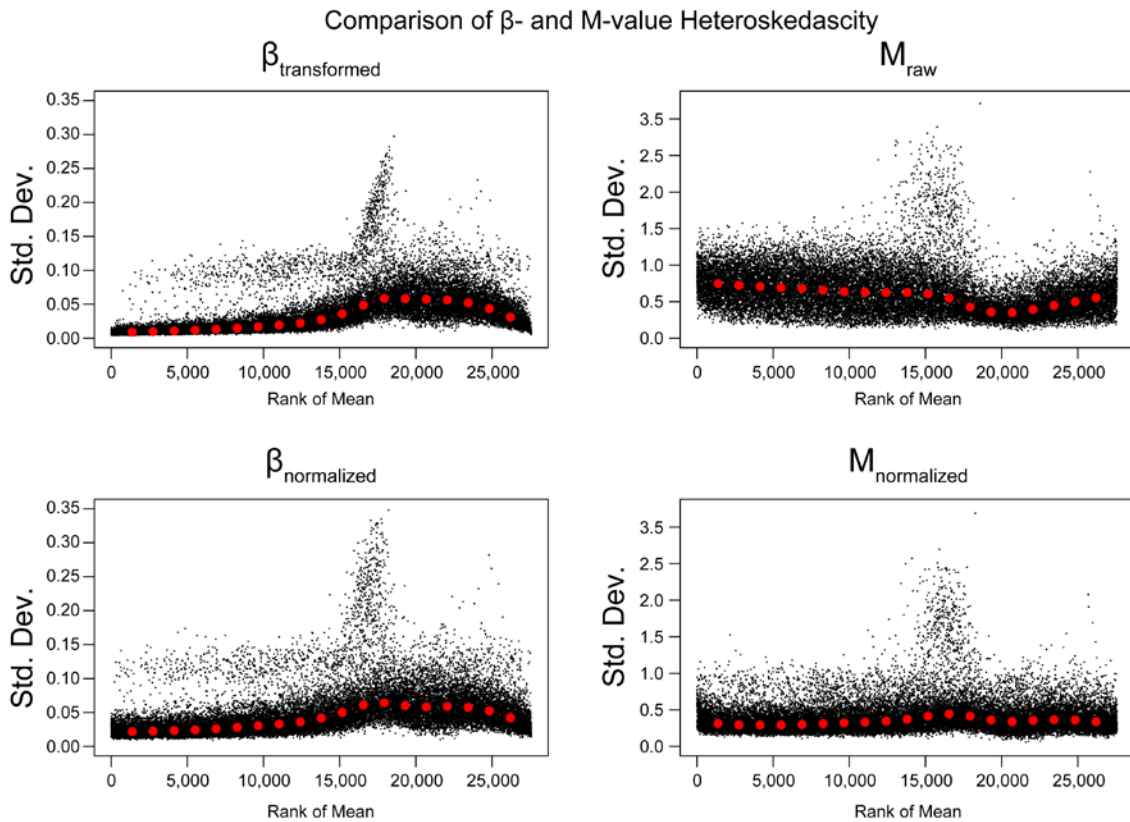 Comparison of β- and M-value Heteroskedascity
βtransformed
Std. Dev.
0.35
0.30
0.25
0.20
0.15
0.10
0.05
0.00
0 5,000 10,000 15,000 20,000 25,000
Rank of Mean
Mraw
Std. Dev.
3.5
2.5
2.0
1.5
1.0
0.5
0.0
0 5,000 10,000 15,000 20,000 25,000
Rank of Mean
βnormalized
Std. Dev.
0.35
0.30
0.25
0.20
0.15
0.10
0.05
0.00
0 5,000 10,000 15,000 20,000 25,000
Rank of Mean
Mnormalized
Std. Dev.
3.5
2.5
2.0
1.5
1.0
0.5
0.0
0 5,000 10,000 15,000 20,000 25,000
Rank of Mean